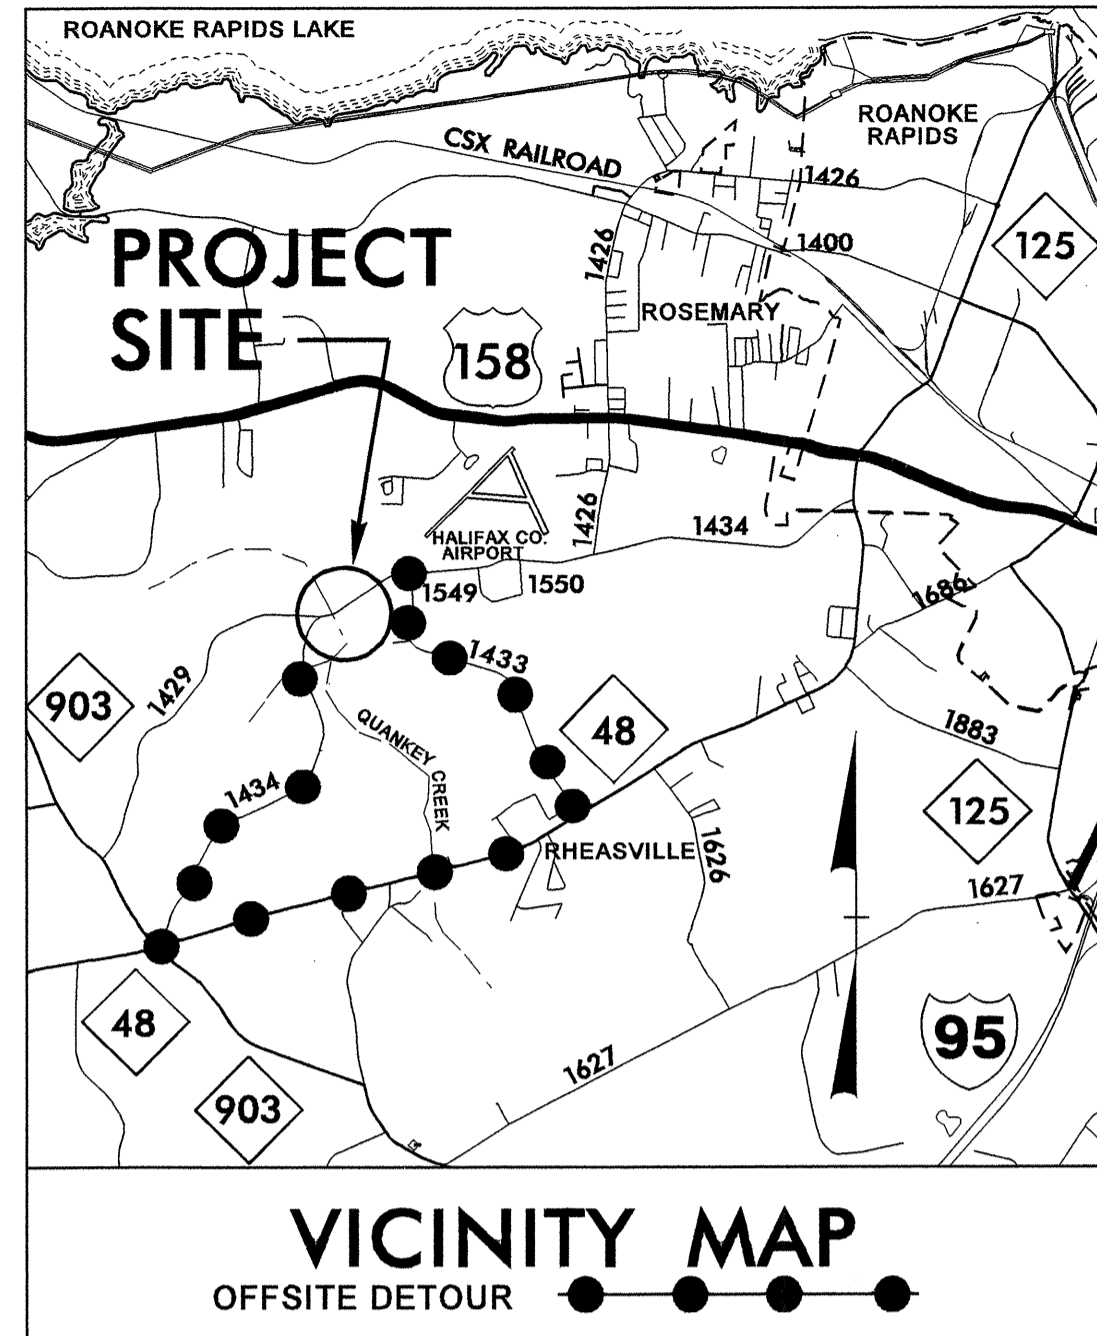 ROANOKE RAPIDS LAKE
ROANOKE
RAPIDS
CSX RAILROAD
1426
125
1400
1426
PROJECT
SITE
ROSEMARY
158
1426
1434
HALIFAX CO.
AIRPORT
1549
1550
1686
1433
903
1429
48
QUANKEY CREEK
1883
1434
125
RHEASVILLE
1626
1627
48
95
1627
903
VICINITY MAP
OFFSITE DETOUR